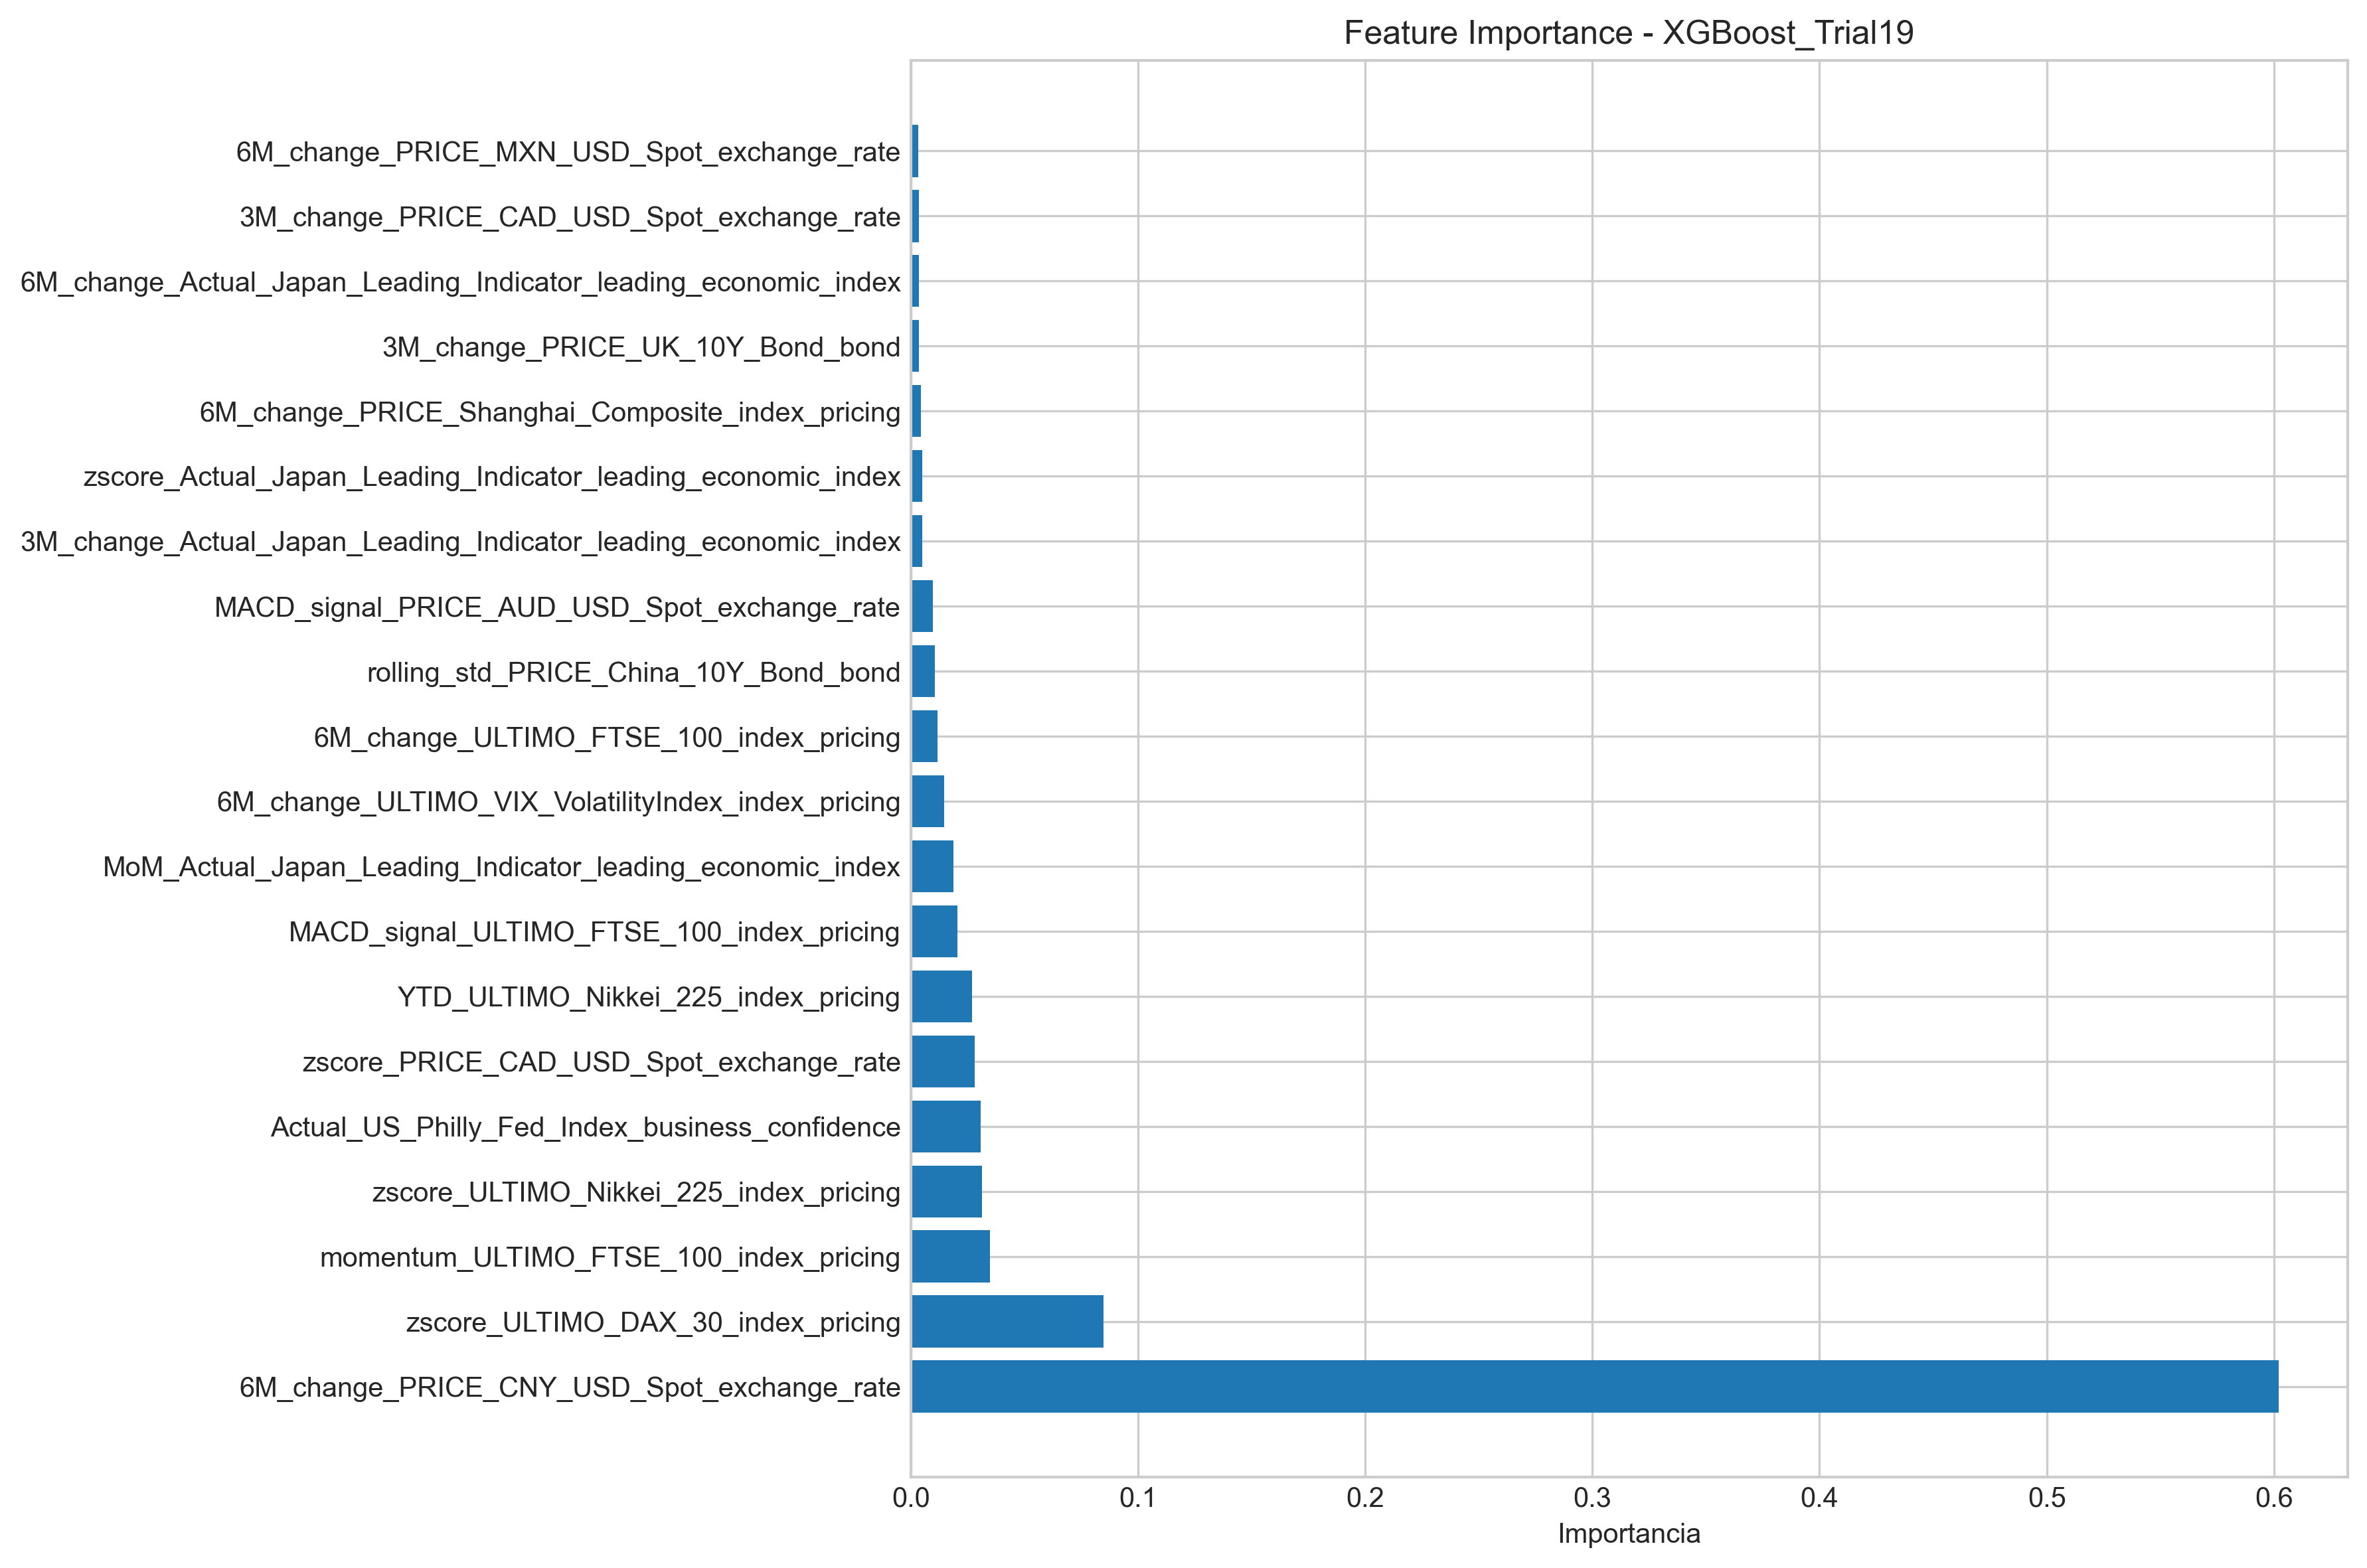 Feature Importance - XGBoost_Trial19
6M_change_PRICE_MXN_USD_Spot_exchange_rate
3M_change_PRICE_CAD_USD_Spot_exchange_rate
6M_change_Actual_Japan_Leading_Indicator_leading_economic_index
3M_change_PRICE_UK_10Y_Bond_bond
6M_change_PRICE_Shanghai_Composite_index_pricing
zscore_Actual_Japan_Leading_Indicator_leading_economic_index
3M_change_Actual_Japan_Leading_Indicator_leading_economic_index
MACD_signal_PRICE_AUD_USD_Spot_exchange_rate
rolling_std_PRICE_China_10Y_Bond_bond
6M_change_ULTIMO_FTSE_100_index_pricing
6M_change_ULTIMO_VIX_VolatilityIndex_index_pricing
MoM_Actual_Japan_Leading_Indicator_leading_economic_index
MACD_signal_ULTIMO_FTSE_100_index_pricing
YTD_ULTIMO_Nikkei_225_index_pricing
zscore_PRICE_CAD_USD_Spot_exchange_rate
Actual_US_Philly_Fed_Index_business_confidence
zscore_ULTIMO_Nikkei_225_index_pricing
momentum_ULTIMO_FTSE_100_index_pricing
zscore_ULTIMO_DAX_30_index_pricing
6M_change_PRICE_CNY_USD_Spot_exchange_rate
0.0 0.1 0.2 0.3 0.4 0.5 0.6
Importancia